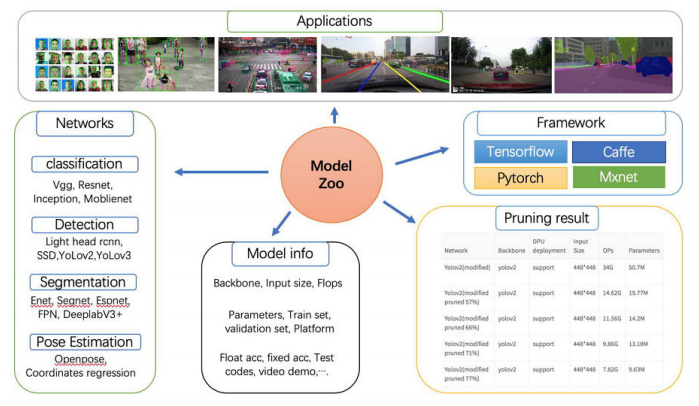 Applications
Networks
classification
Vgg, Resnet,
Inception, Moblienet
Detection
Light head rcnn,
SSD,YoLov2,YoLov3
Segmentation
Enet, Segnet, Espnet,
FPN, DeeplabV3+
Pose Estimation
Openpose,
Coordinates regression
Model
Zoo
Model info
Backbone, Input size, Flops
Parameters, Train set,
validation set, Platform
Float acc, fixed acc, Test
codes, video demo,···.
Framework
Tensorflow Caffe
Pytorch Mxnet
Pruning result
Network Backbone DPU deployment Input Size OPs Parameters
Yolov2(modified) yolov2 support 448*448 34G 50.7M
Yolov2(modified pruned 57%) yolov2 support 448*448 14.62G 19.77M
Yolov2(modified pruned 66%) yolov2 support 448*448 11.56G 14.2M
Yolov2(modified pruned 71%) yolov2 support 448*448 9.86G 13.18M
Yolov2(modified pruned 77%) yolov2 support 448*448 7.82G 9.63M